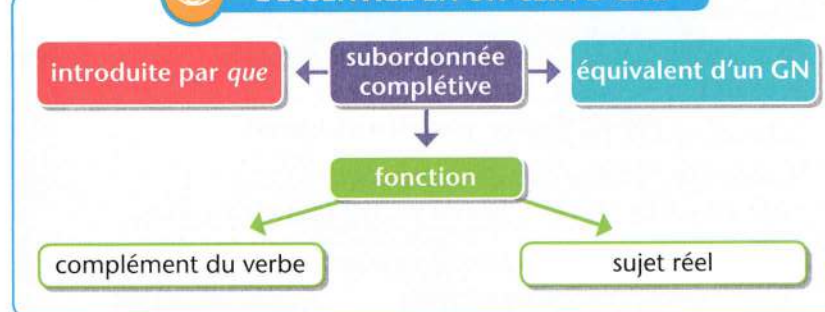 introduite par que
subordonnée
complétive
équivalent d'un GN
fonction
complément du verbe
sujet réel